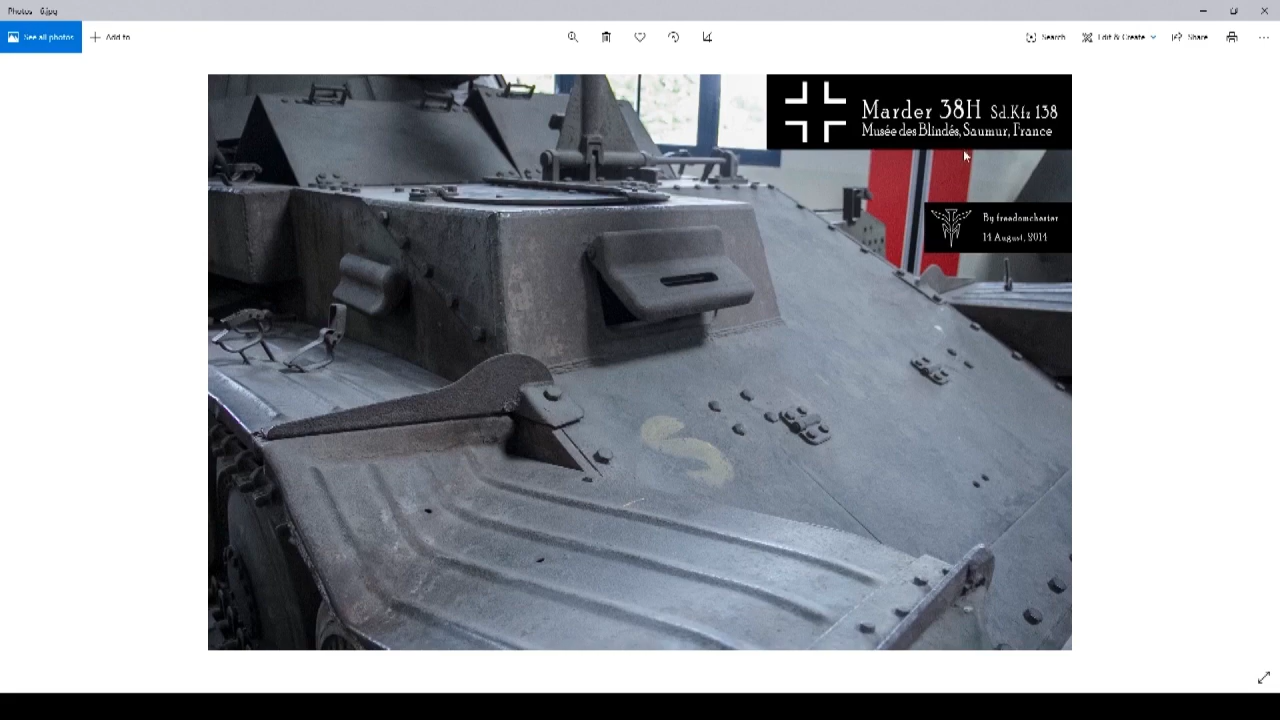 Photos - 6.jpg
See all photos
Add to
Search
Edit & Create
Share
Marder 38H Sd.Kfz 138
Musée des Blindés, Saumur, France
By freedomchaster
14 August, 2014
S